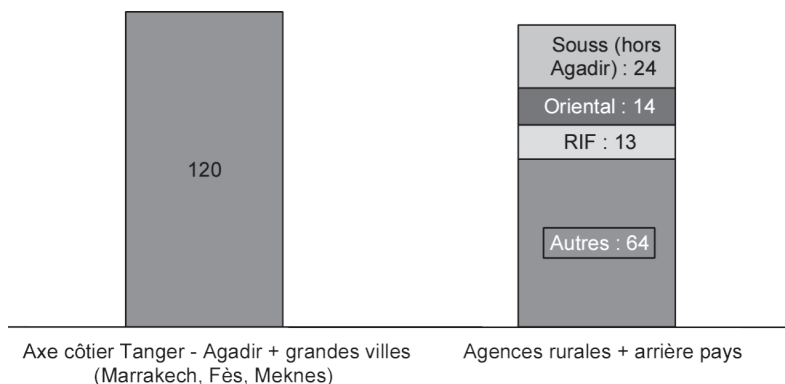 120
Souss (hors
Agadir) : 24
Oriental : 14
RIF : 13
Autres : 64
Axe côtier Tanger - Agadir + grandes villes
(Marrakech, Fès, Meknes)
Agences rurales + arrière pays